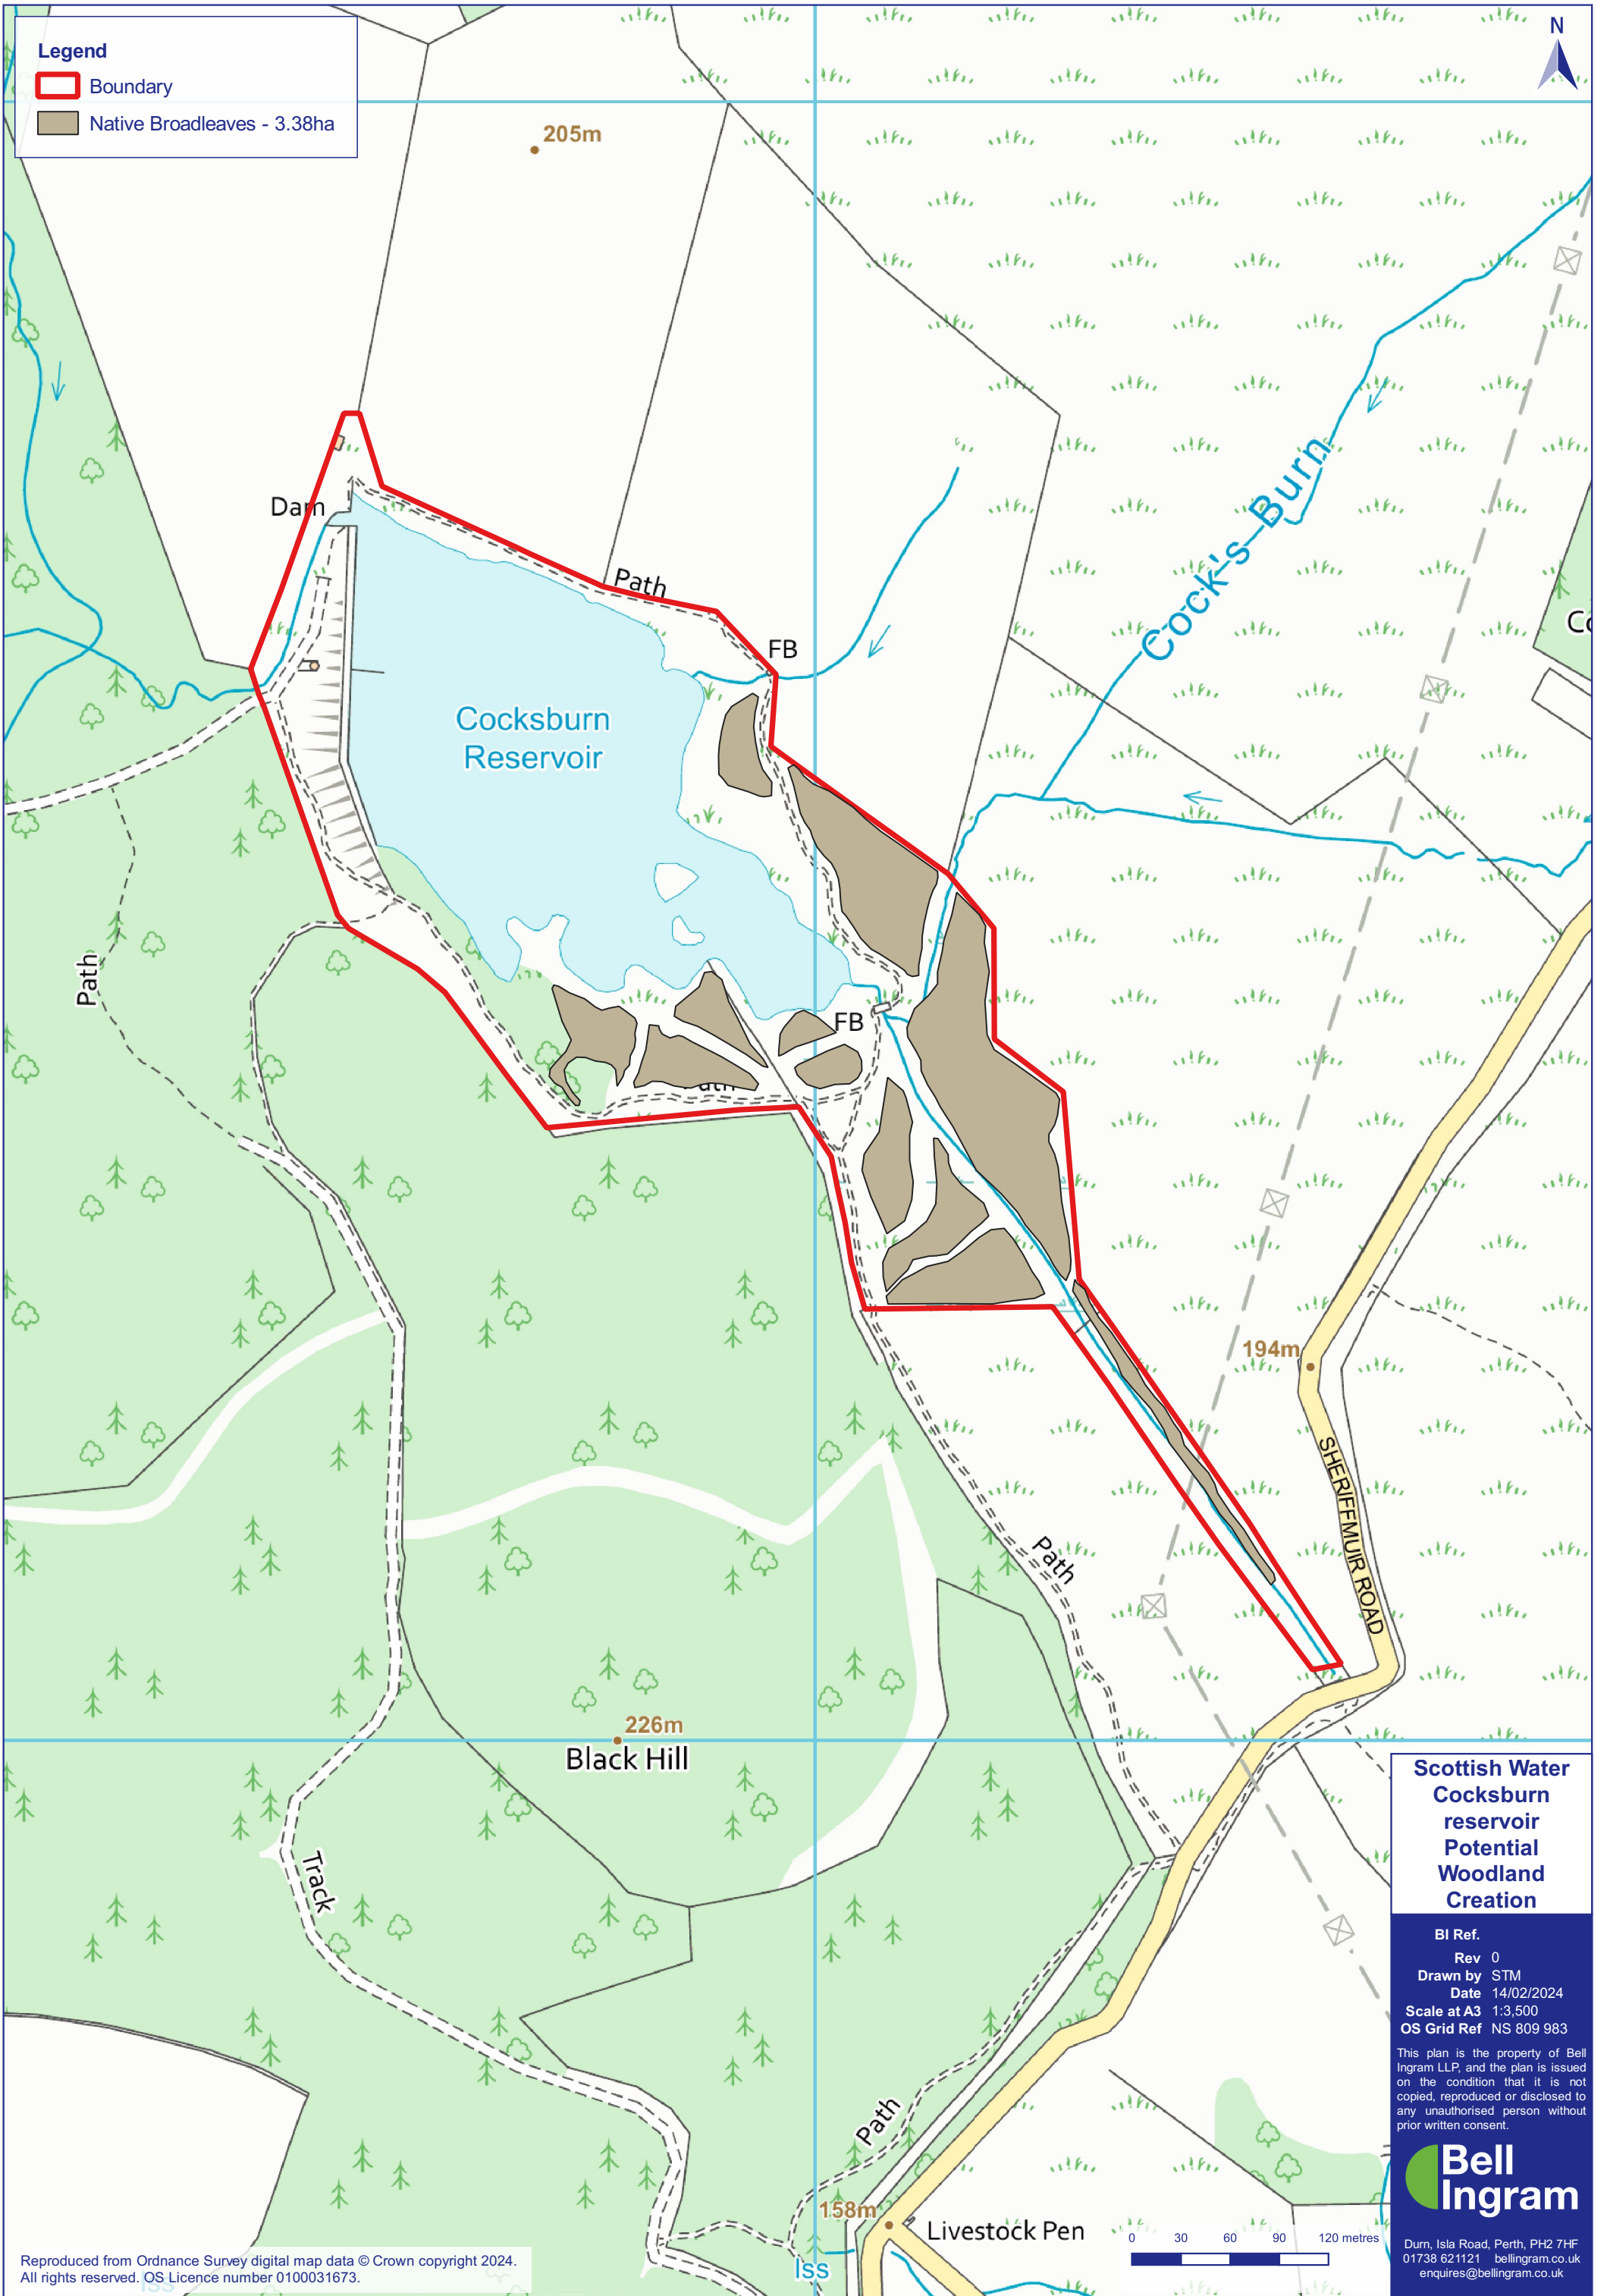 Legend
Boundary
Native Broadleaves - 3.38ha
N
205m
Cock's Burn
Dam
Path
FB
Cocksburn
Reservoir
Path
FB
194m
SHERIFFMUIR ROAD
Path
226m
Black Hill
Track
Path
158m
Livestock Pen
Iss
Iss
0 30 60 90 120 metres
Reproduced from Ordnance Survey digital map data © Crown copyright 2024.
All rights reserved. OS Licence number 0100031673.
Scottish Water
Cocksburn
reservoir
Potential
Woodland
Creation
BI Ref.
Rev 0
Drawn by STM
Date 14/02/2024
Scale at A3 1:3,500
OS Grid Ref NS 809 983
This plan is the property of Bell
Ingram LLP, and the plan is issued
on the condition that it is not
copied, reproduced or disclosed to
any unauthorised person without
prior written consent.
Bell
Ingram
Durn, Isla Road, Perth, PH2 7HF
01738 621121 bellingram.co.uk
enquires@bellingram.co.uk